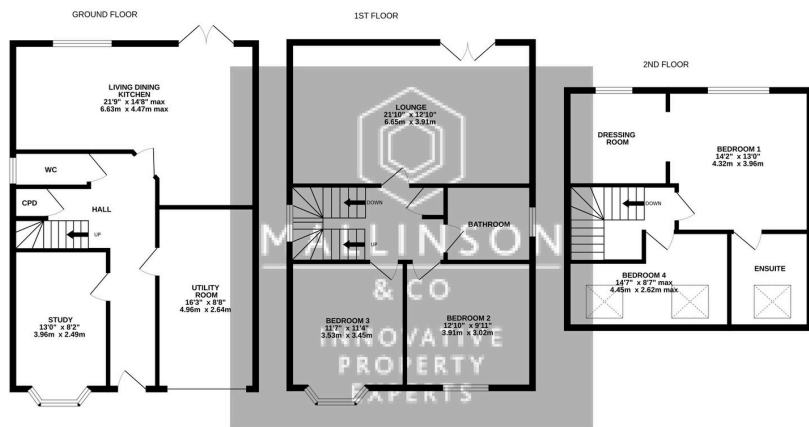 GROUND FLOOR
LIVING DINING
KITCHEN
21'9" x 14'8" max
6.63m x 4.47m max
WC
CPD
HALL
UP
STUDY
13'0" x 8'2"
3.96m x 2.49m
UTILITY
ROOM
16'3" x 8'8"
4.96m x 2.64m
1ST FLOOR
LOUNGE
21'10" x 12'10"
6.65m x 3.91m
DOWN
UP
BATHROOM
BEDROOM 3
11'7" x 11'4"
3.53m x 3.45m
BEDROOM 2
12'10" x 9'11"
3.91m x 3.02m
2ND FLOOR
DRESSING
ROOM
BEDROOM 1
14'2" x 13'0"
4.32m x 3.96m
DOWN
BEDROOM 4
14'7" x 8'7" max
4.45m x 2.62m max
ENSUITE
MALLINSON
& CO
INNOVATIVE
PROPERTY
EXPERTS